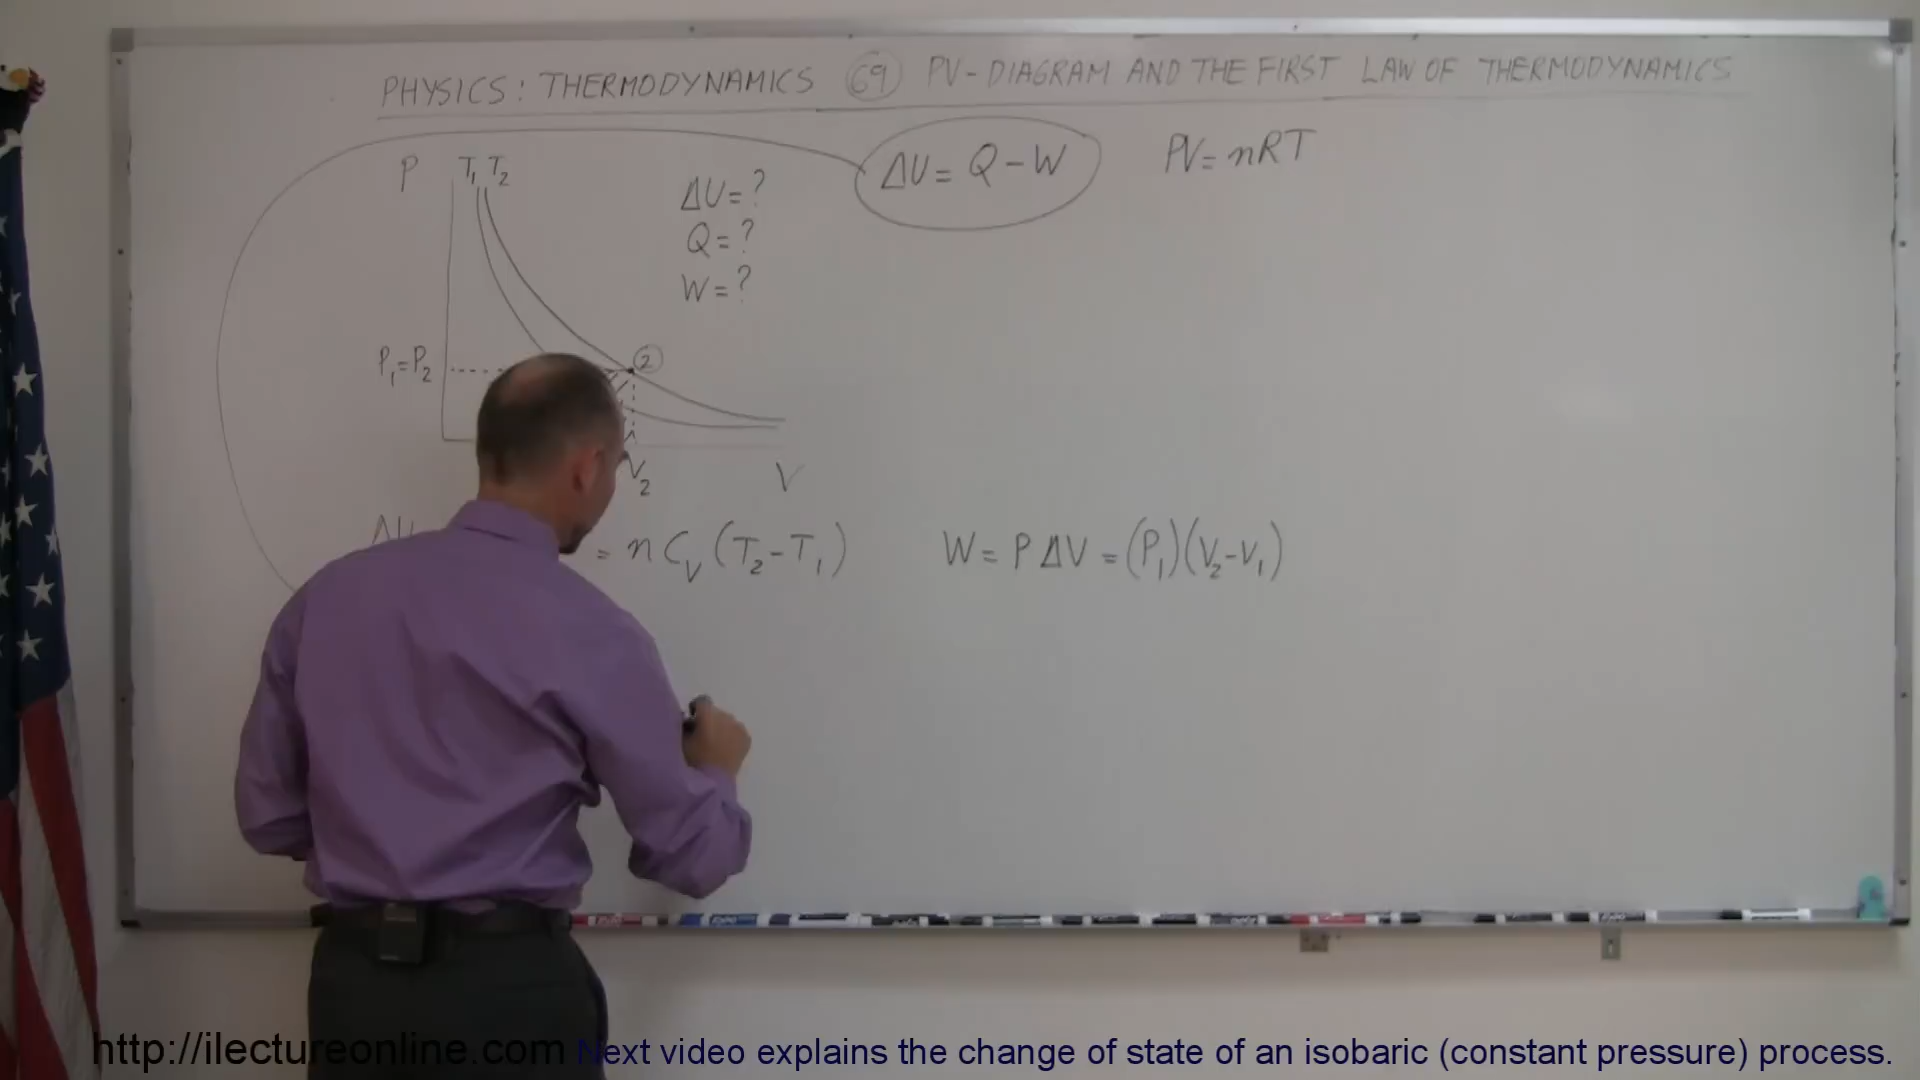 PHYSICS: THERMODYNAMICS 69 PV-DIAGRAM AND THE FIRST LAW OF THERMODYNAMICS
ΔU = Q - W
PV = nRT
P T₁ T₂
ΔU = ?
Q = ?
W = ?
P₁ = P₂
2
V₂
V
ΔU
= n C_V (T₂ - T₁)
W = P ΔV = (P₁)(V₂ - V₁)
http://ilectureonline.com Next video explains the change of state of an isobaric (constant pressure) process.